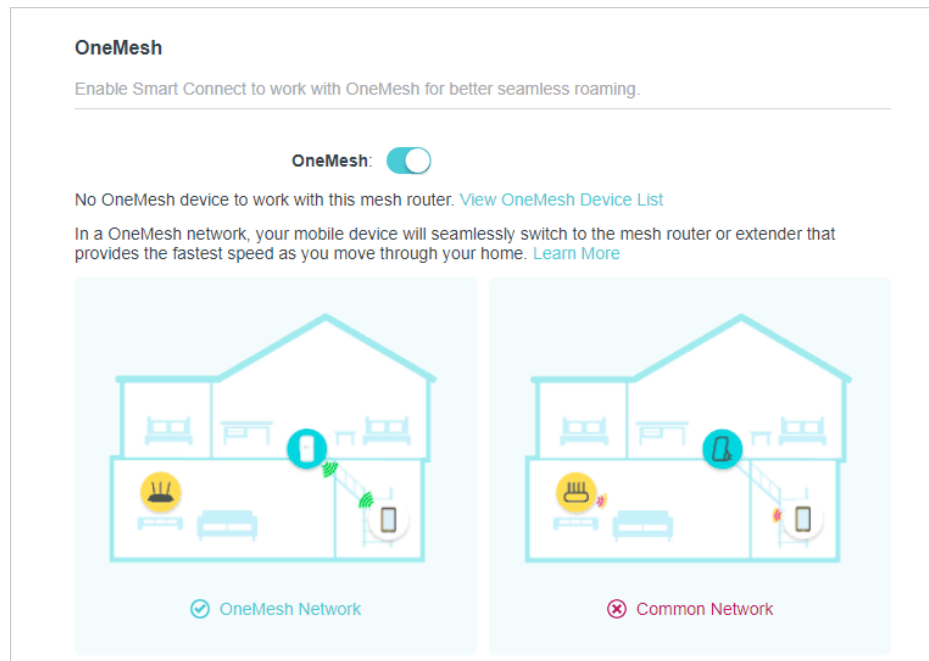 OneMesh
Enable Smart Connect to work with OneMesh for better seamless roaming.
OneMesh:
No OneMesh device to work with this mesh router. View OneMesh Device List
In a OneMesh network, your mobile device will seamlessly switch to the mesh router or extender that
provides the fastest speed as you move through your home. Learn More
OneMesh Network
Common Network